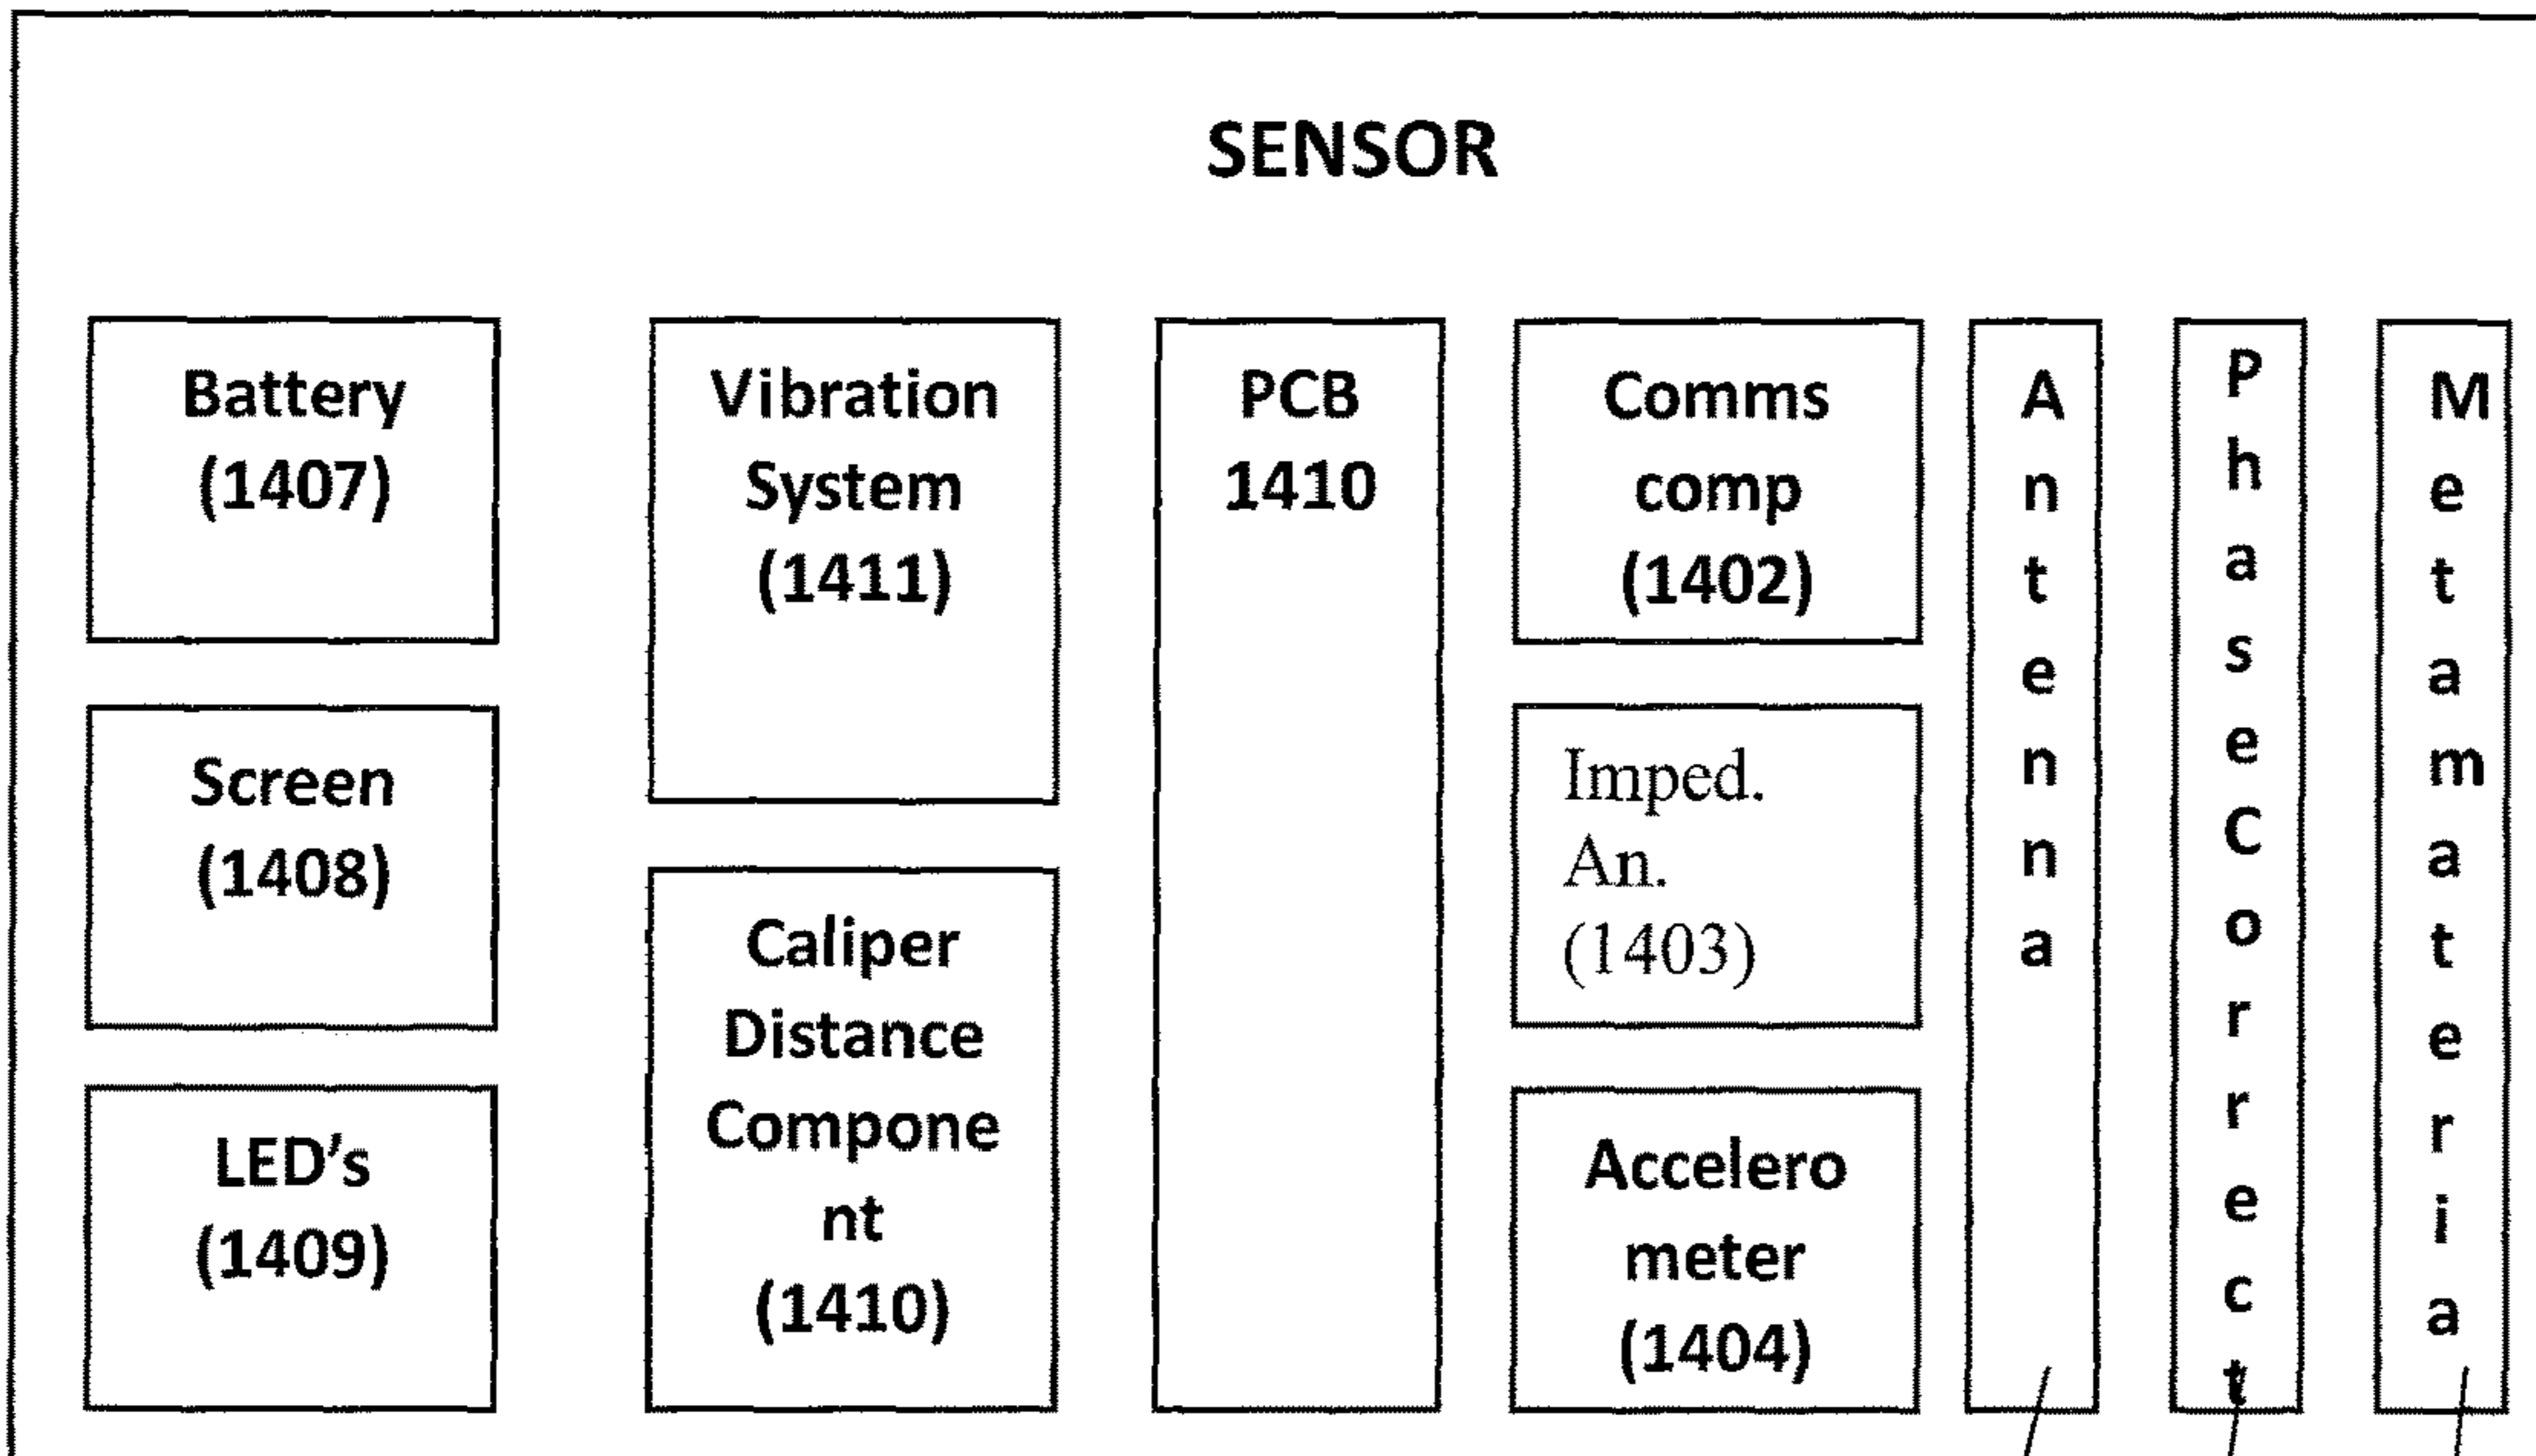 SENSOR
Battery
(1407)
Screen
(1408)
LED's
(1409)
Vibration
System
(1411)
Caliper
Distance
Compone
nt
(1410)
PCB
1410
Comms
comp
(1402)
Imped.
An.
(1403)
Accelero
meter
(1404)
A
n
t
e
n
n
a
P
h
a
s
e
C
o
r
r
e
c
t
M
e
t
a
m
a
t
e
r
i
a